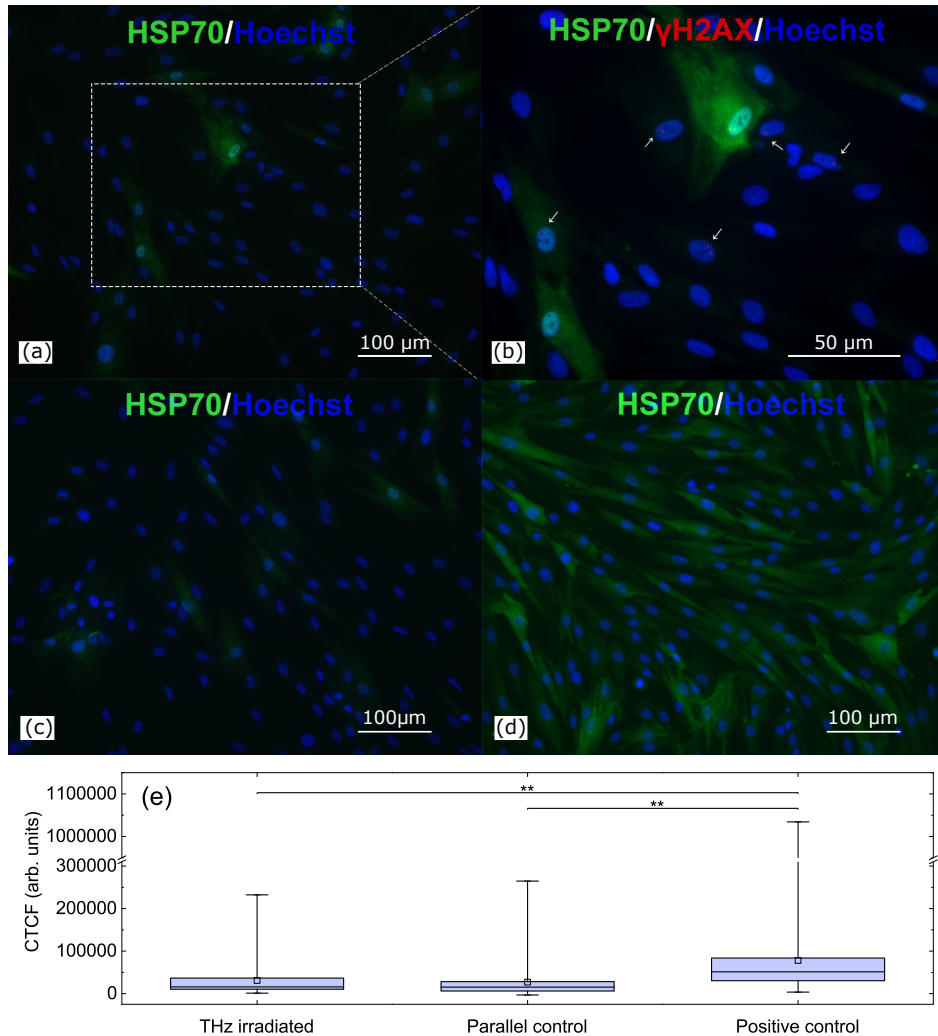 HSP70/Hoechst
HSP70/γH2AX/Hoechst
(a)
100 μm
(b)
50 μm
HSP70/Hoechst
HSP70/Hoechst
(c)
100μm
(d)
100 μm
(e)
**
**
CTCF (arb. units)
1100000
1000000
300000
200000
100000
0
THz irradiated
Parallel control
Positive control